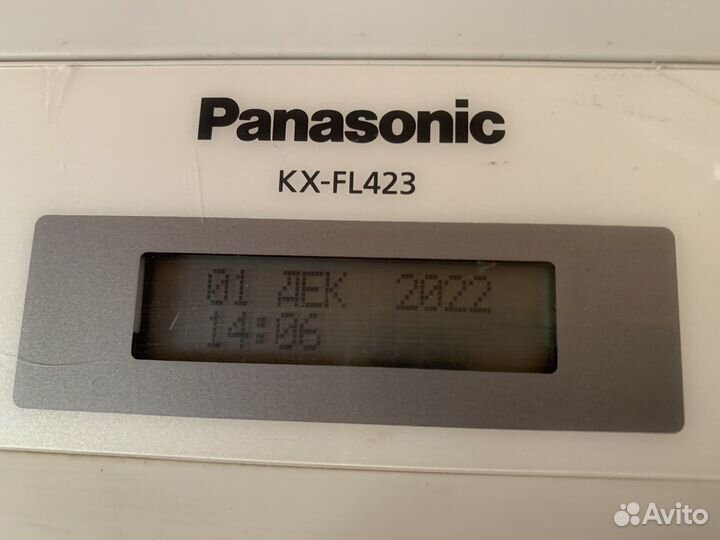 Panasonic
KX-FL423
01 ДЕК 2022
14:06
Avito